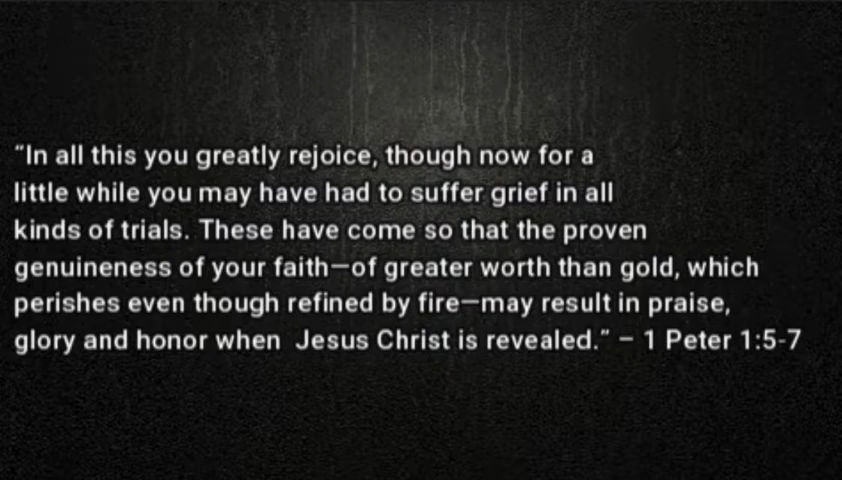 “In all this you greatly rejoice, though now for a
little while you may have had to suffer grief in all
kinds of trials. These have come so that the proven
genuineness of your faith—of greater worth than gold, which
perishes even though refined by fire—may result in praise,
glory and honor when  Jesus Christ is revealed.” – 1 Peter 1:5-7